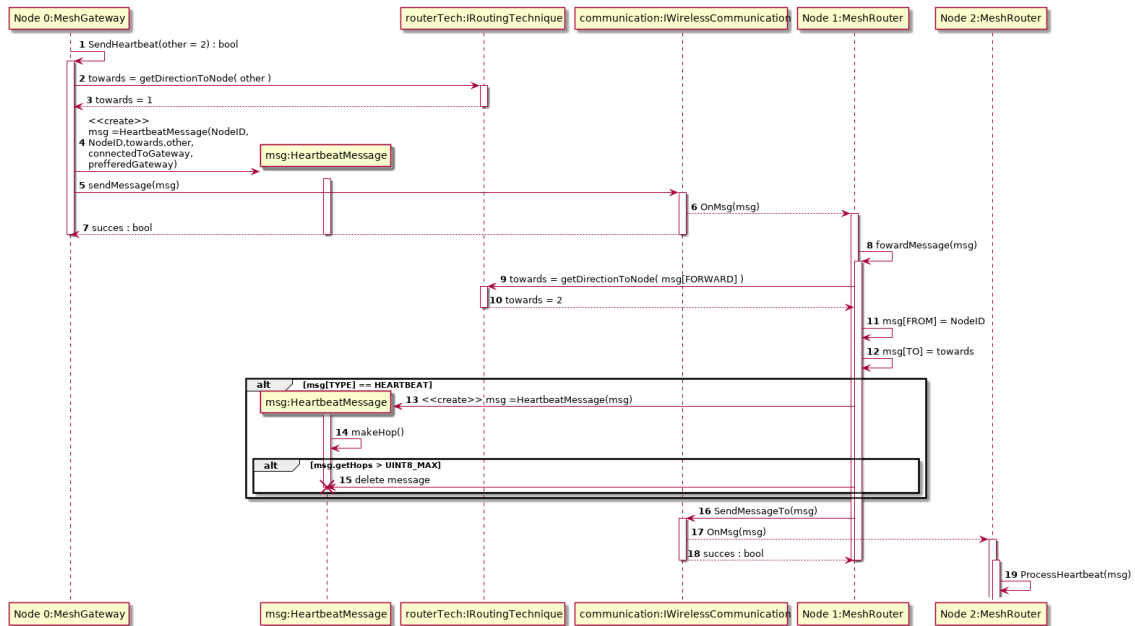 Node 0:MeshGateway
routerTech:IRoutingTechnique
communication:IWirelessCommunication
Node 1:MeshRouter
Node 2:MeshRouter
1 SendHeartbeat(other = 2) : bool
2 towards = getDirectionToNode( other )
3 towards = 1
<<create>>
msg =HeartbeatMessage(NodeID,
4 NodeID,towards,other,
connectedToGateway,
prefferedGateway)
msg:HeartbeatMessage
5 sendMessage(msg)
6 OnMsg(msg)
7 succes : bool
8 fowardMessage(msg)
9 towards = getDirectionToNode( msg[FORWARD] )
10 towards = 2
11 msg[FROM] = NodeID
12 msg[TO] = towards
alt [msg[TYPE] == HEARTBEAT]
msg:HeartbeatMessage
13 <<create>> msg =HeartbeatMessage(msg)
14 makeHop()
alt [msg.getHops > UINT8_MAX]
15 delete message
16 SendMessageTo(msg)
17 OnMsg(msg)
18 succes : bool
19 ProcessHeartbeat(msg)
Node 0:MeshGateway
msg:HeartbeatMessage
routerTech:IRoutingTechnique
communication:IWirelessCommunication
Node 1:MeshRouter
Node 2:MeshRouter